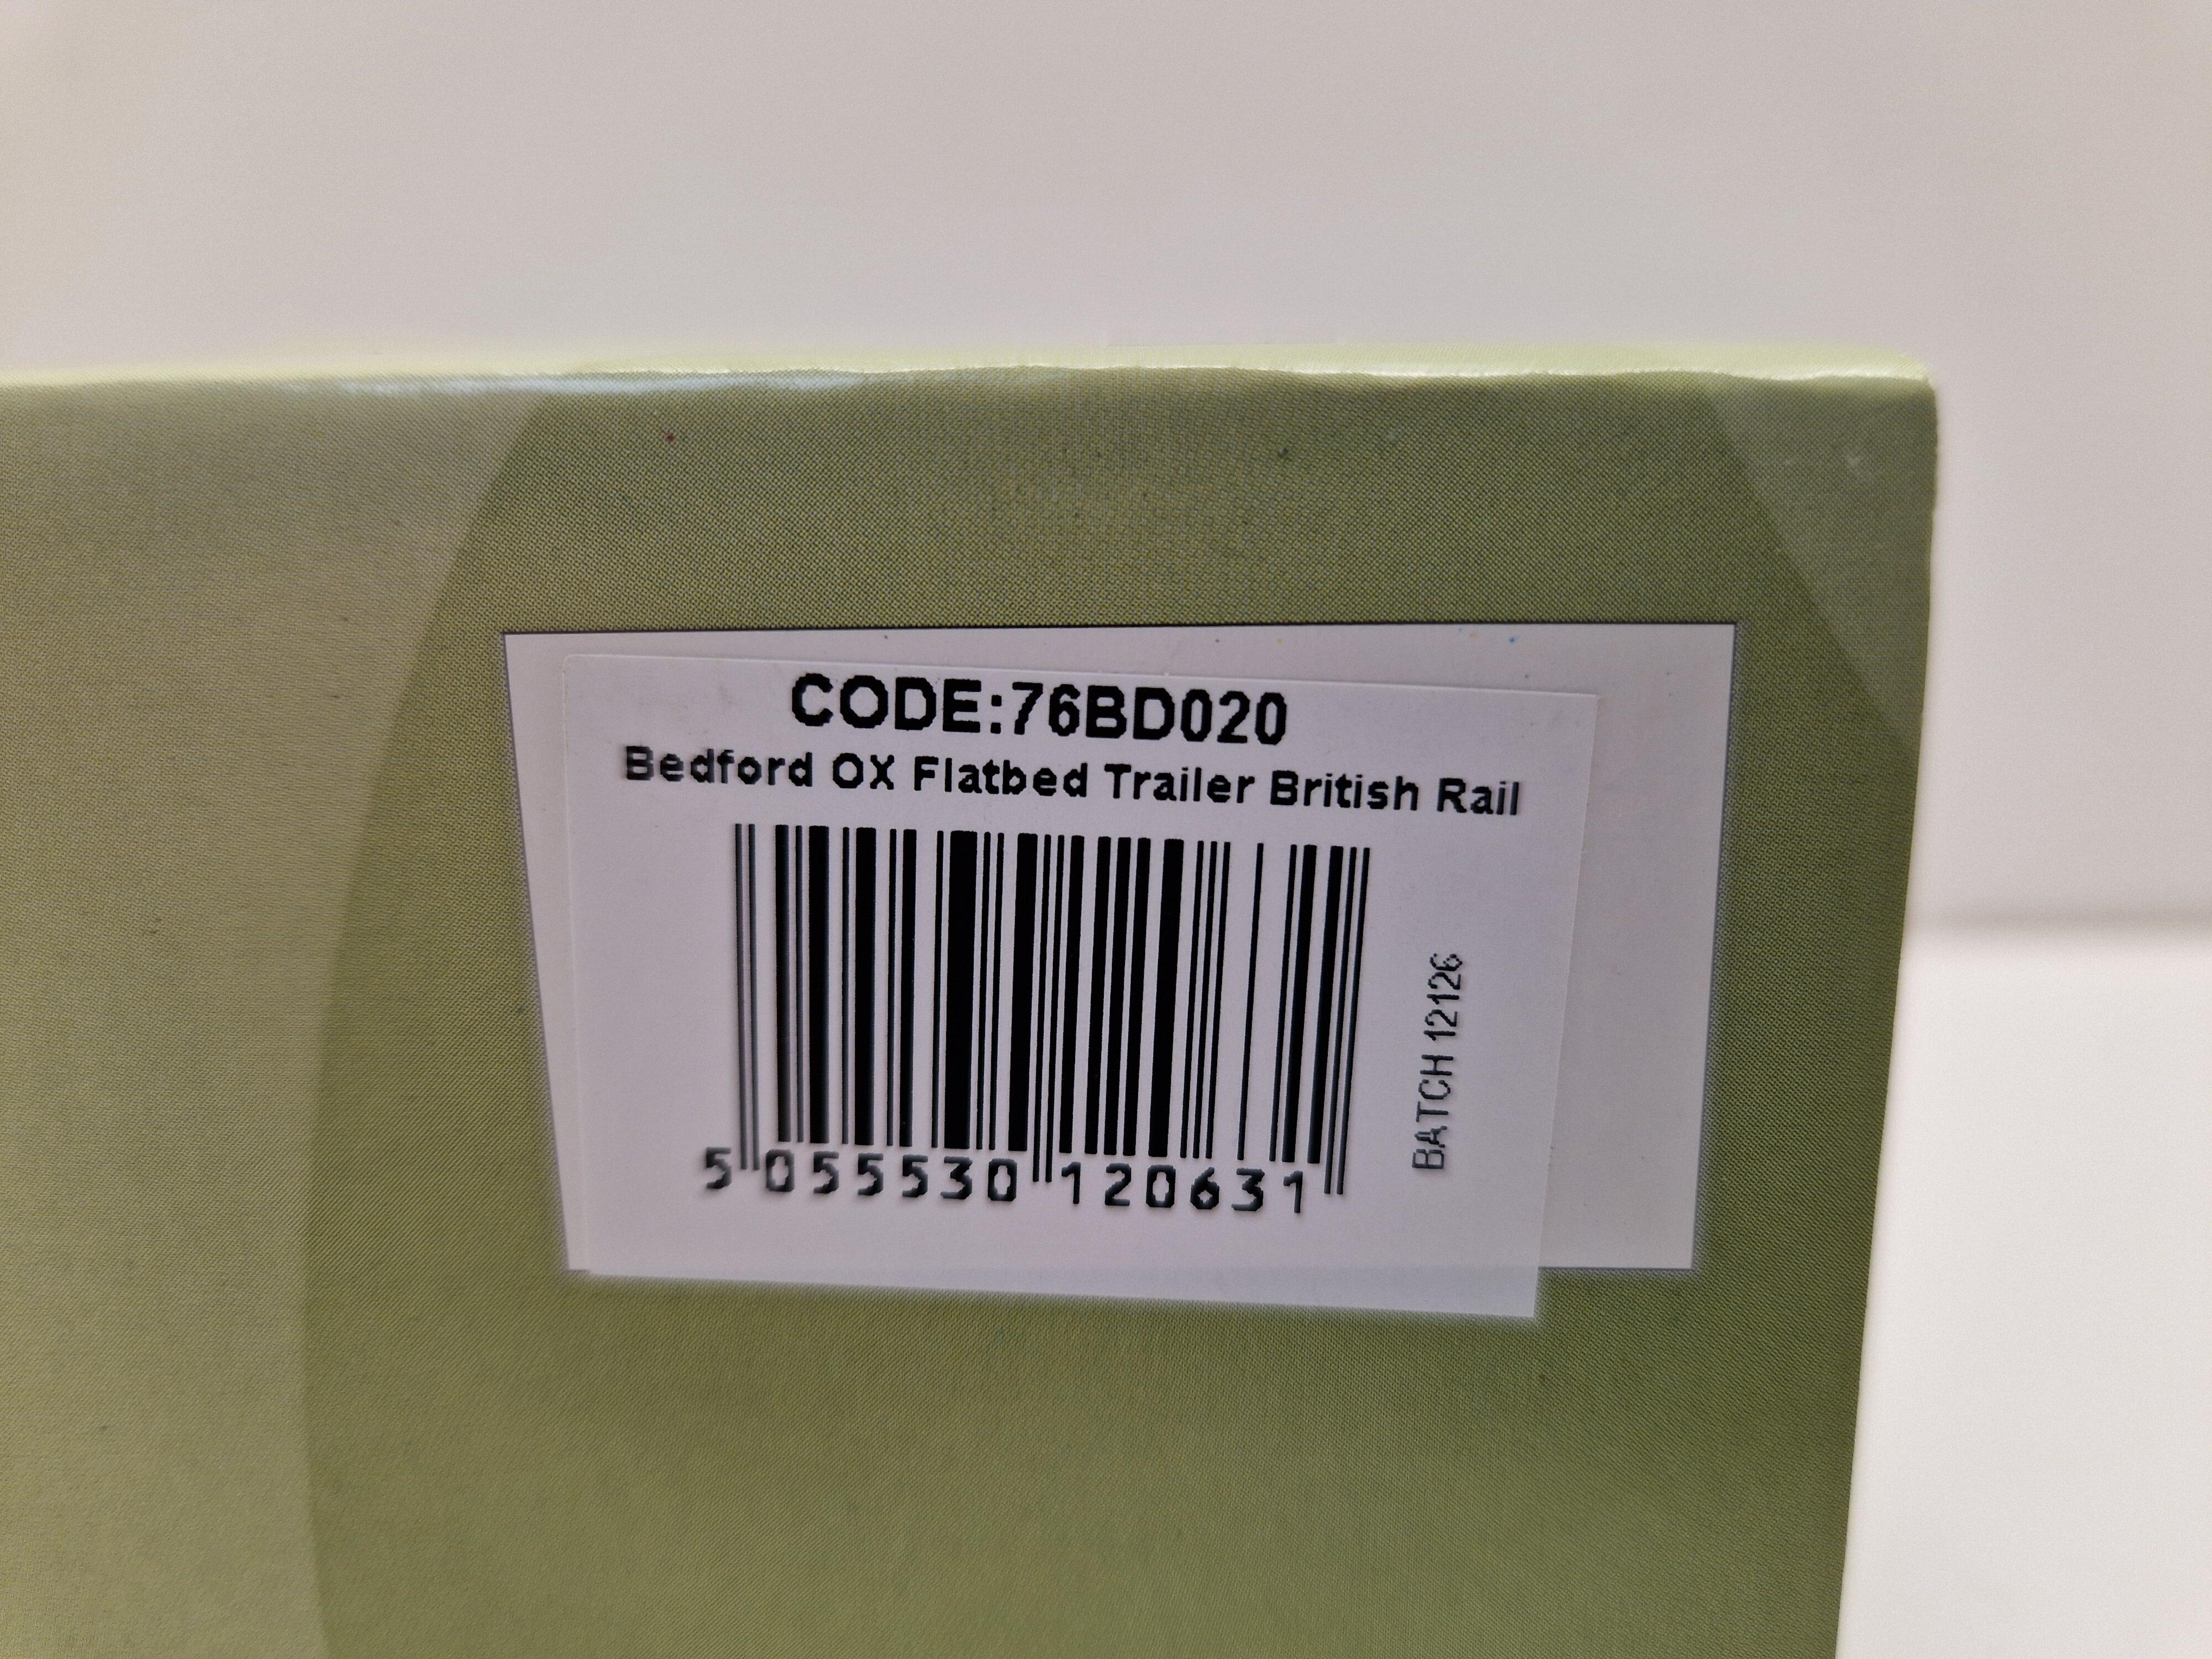 CODE:76BD020
Bedford OX Flatbed Trailer British Rail
5 055530 120631
BATCH 12126